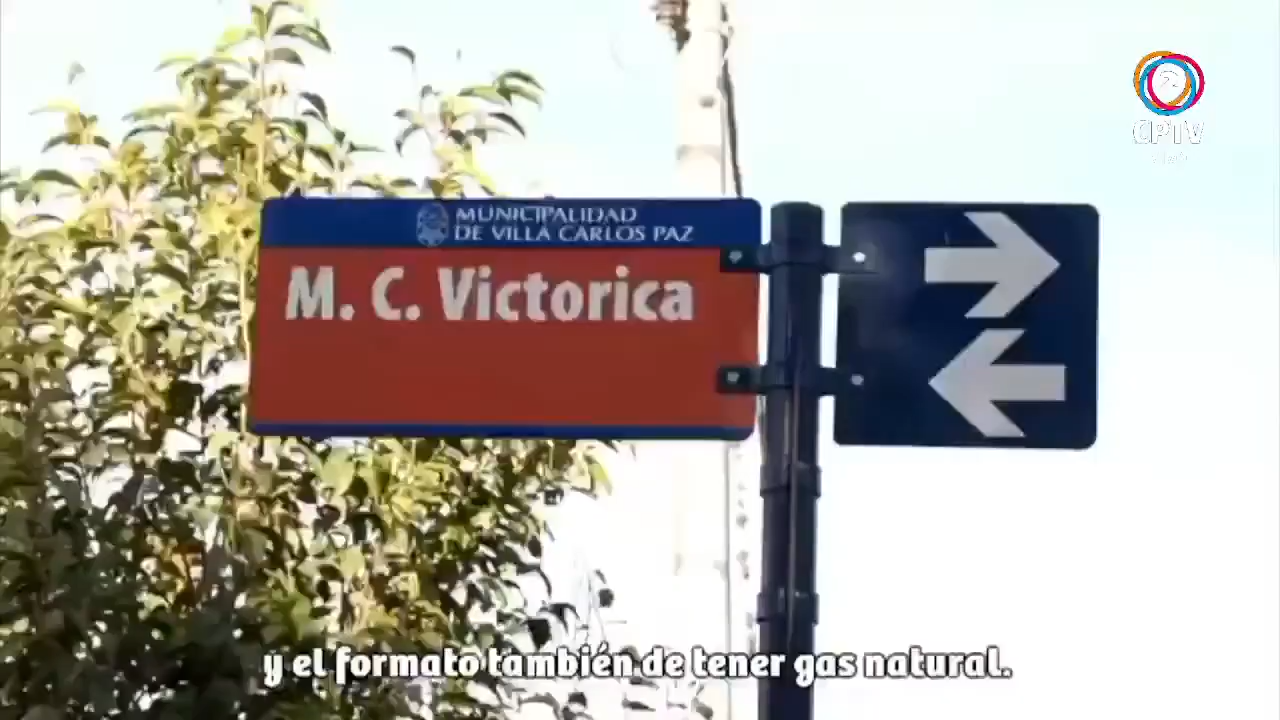 CPTV
MUNICIPALIDAD
DE VILLA CARLOS PAZ
M. C. Victorica
y el formato también de tener gas natural.